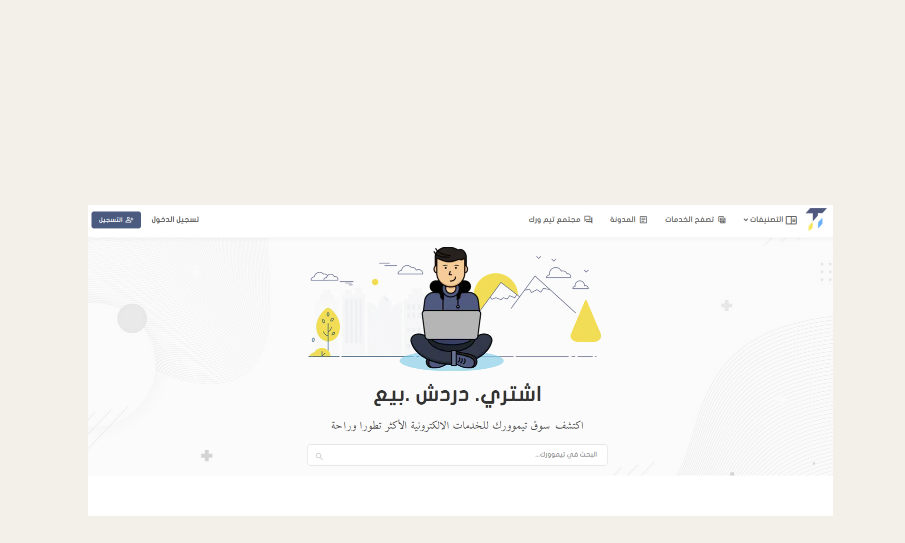 التصنيفات
تصفح الخدمات
المدونة
مجتمع تيم ورك
تسجيل الدخول
التسجيل
اشتري. دردش .بيع
اكتشف سوق تيموورك للخدمات الالكترونية الأكثر تطورا وراحة
البحث في تيموورك...